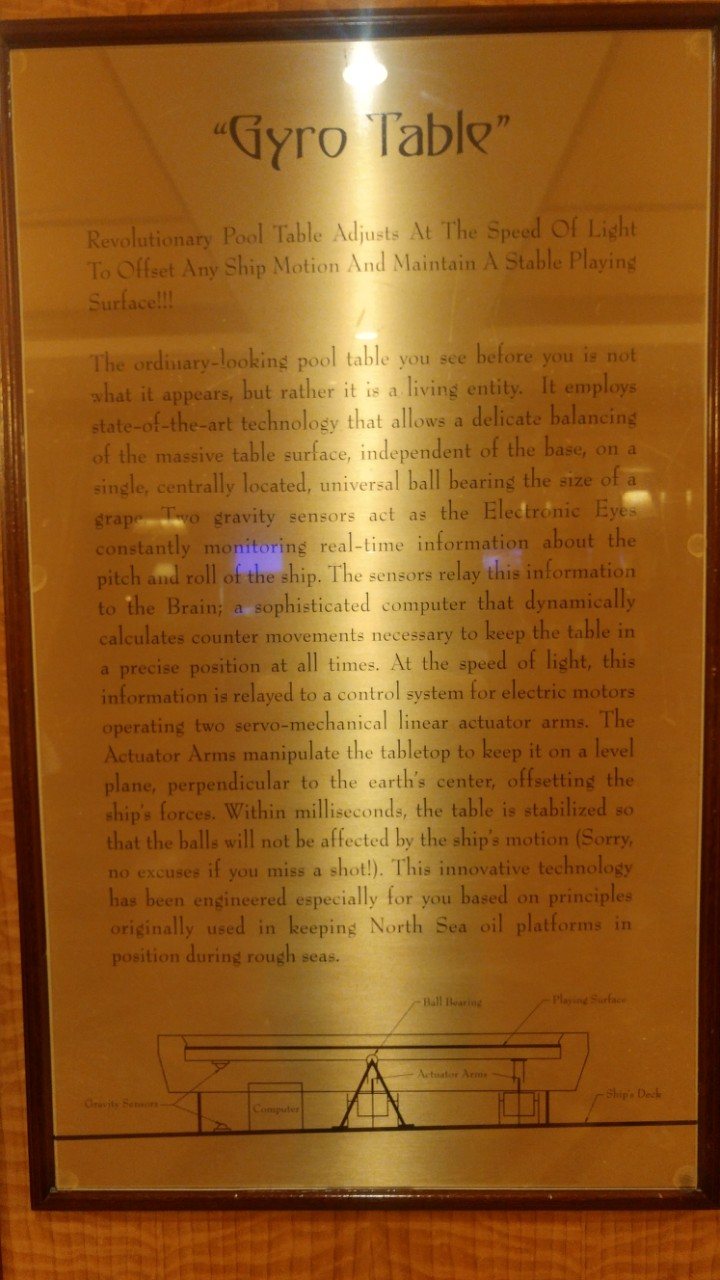 "Gyro Table"
Revolutionary Pool Table Adjusts At The Speed Of Light
To Offset Any Ship Motion And Maintain A Stable Playing
Surface!!!
The ordinary-looking pool table you see before you is not
what it appears, but rather it is a living entity. It employs
state-of-the-art technology that allows a delicate balancing
of the massive table surface, independent of the base, on a
single, centrally located, universal ball bearing the size of a
grape. Two gravity sensors act as the Electronic Eyes
constantly monitoring real-time information about the
pitch and roll of the ship. The sensors relay this information
to the Brain; a sophisticated computer that dynamically
calculates counter movements necessary to keep the table in
a precise position at all times. At the speed of light, this
information is relayed to a control system for electric motors
operating two servo-mechanical linear actuator arms. The
Actuator Arms manipulate the tabletop to keep it on a level
plane, perpendicular to the earth's center, offsetting the
ship's forces. Within milliseconds, the table is stabilized so
that the balls will not be affected by the ship's motion (Sorry,
no excuses if you miss a shot!). This innovative technology
has been engineered especially for you based on principles
originally used in keeping North Sea oil platforms in
position during rough seas.
Ball Bearing
Playing Surface
Actuator Arms
Gravity Sensors
Computer
Ship's Deck